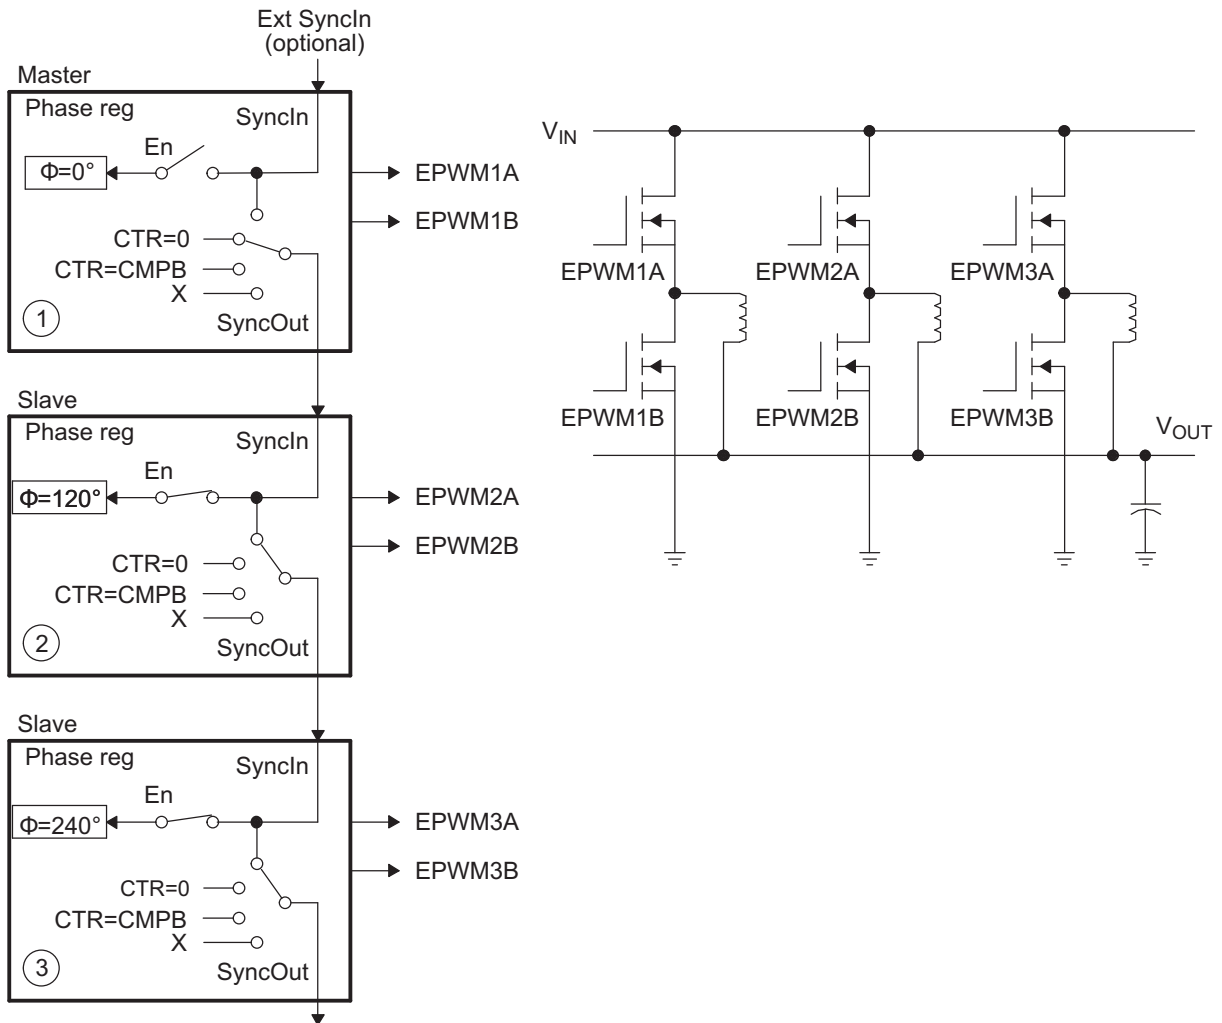 Ext SyncIn
(optional)
Master
Phase reg
SyncIn
En
Φ=0°
EPWM1A
EPWM1B
CTR=0
CTR=CMPB
X
1
SyncOut
Slave
Phase reg
SyncIn
En
Φ=120°
EPWM2A
EPWM2B
CTR=0
CTR=CMPB
X
2
SyncOut
Slave
Phase reg
SyncIn
En
Φ=240°
EPWM3A
EPWM3B
CTR=0
CTR=CMPB
X
3
SyncOut
VIN
EPWM1A
EPWM2A
EPWM3A
EPWM1B
EPWM2B
EPWM3B
VOUT